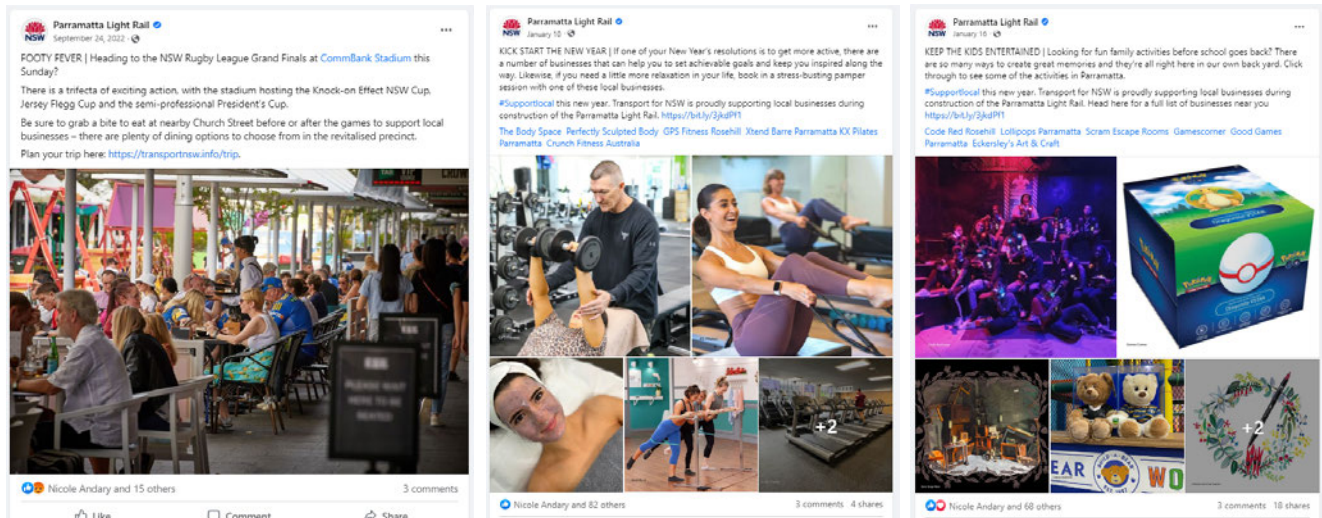 Parramatta Light Rail
NSW
September 24, 2022
FOOTY FEVER | Heading to the NSW Rugby League Grand Finals at CommBank Stadium this
Sunday?
There is a trifecta of exciting action, with the stadium hosting the Knock-on Effect NSW Cup,
Jersey Flegg Cup and the semi-professional President's Cup.
Be sure to grab a bite to eat at nearby Church Street before or after the games to support local
businesses – there are plenty of dining options to choose from in the revitalised precinct.
Plan your trip here: https://transportnsw.info/trip.
PLEASE WAIT
HERE TO BE
SEATED
Nicole Andary and 15 others
3 comments
Like
Comment
Share
Parramatta Light Rail
NSW
January 10
KICK START THE NEW YEAR | If one of your New Year's resolutions is to get more active, there are
a number of businesses that can help you to set achievable goals and keep you inspired along the
way. Likewise, if you need a little more relaxation in your life, book in a stress-busting pamper
session with one of these local businesses.
#Supportlocal this new year. Transport for NSW is proudly supporting local businesses during
construction of the Parramatta Light Rail. Head here for a full list of businesses near you
https://bit.ly/3jkdPf1
The Body Space Perfectly Sculpted Body GPS Fitness Rosehill Xtend Barre Parramatta KX Pilates
Parramatta Crunch Fitness Australia
+2
Nicole Andary and 82 others
3 comments 4 shares
Parramatta Light Rail
NSW
January 16
KEEP THE KIDS ENTERTAINED | Looking for fun family activities before school goes back? There
are so many ways to create great memories and they're all right here in our own back yard. Click
through to see some of the activities in Parramatta.
#Supportlocal this new year. Transport for NSW is proudly supporting local businesses during
construction of the Parramatta Light Rail. Head here for a full list of businesses near you
https://bit.ly/3jkdPf1
Code Red Rosehill Lollipops Parramatta Scram Escape Rooms Gamescorner Good Games
Parramatta Eckersley's Art & Craft
EAR
BUILD-A-BEAR
WO
+2
Nicole Andary and 68 others
3 comments 18 shares